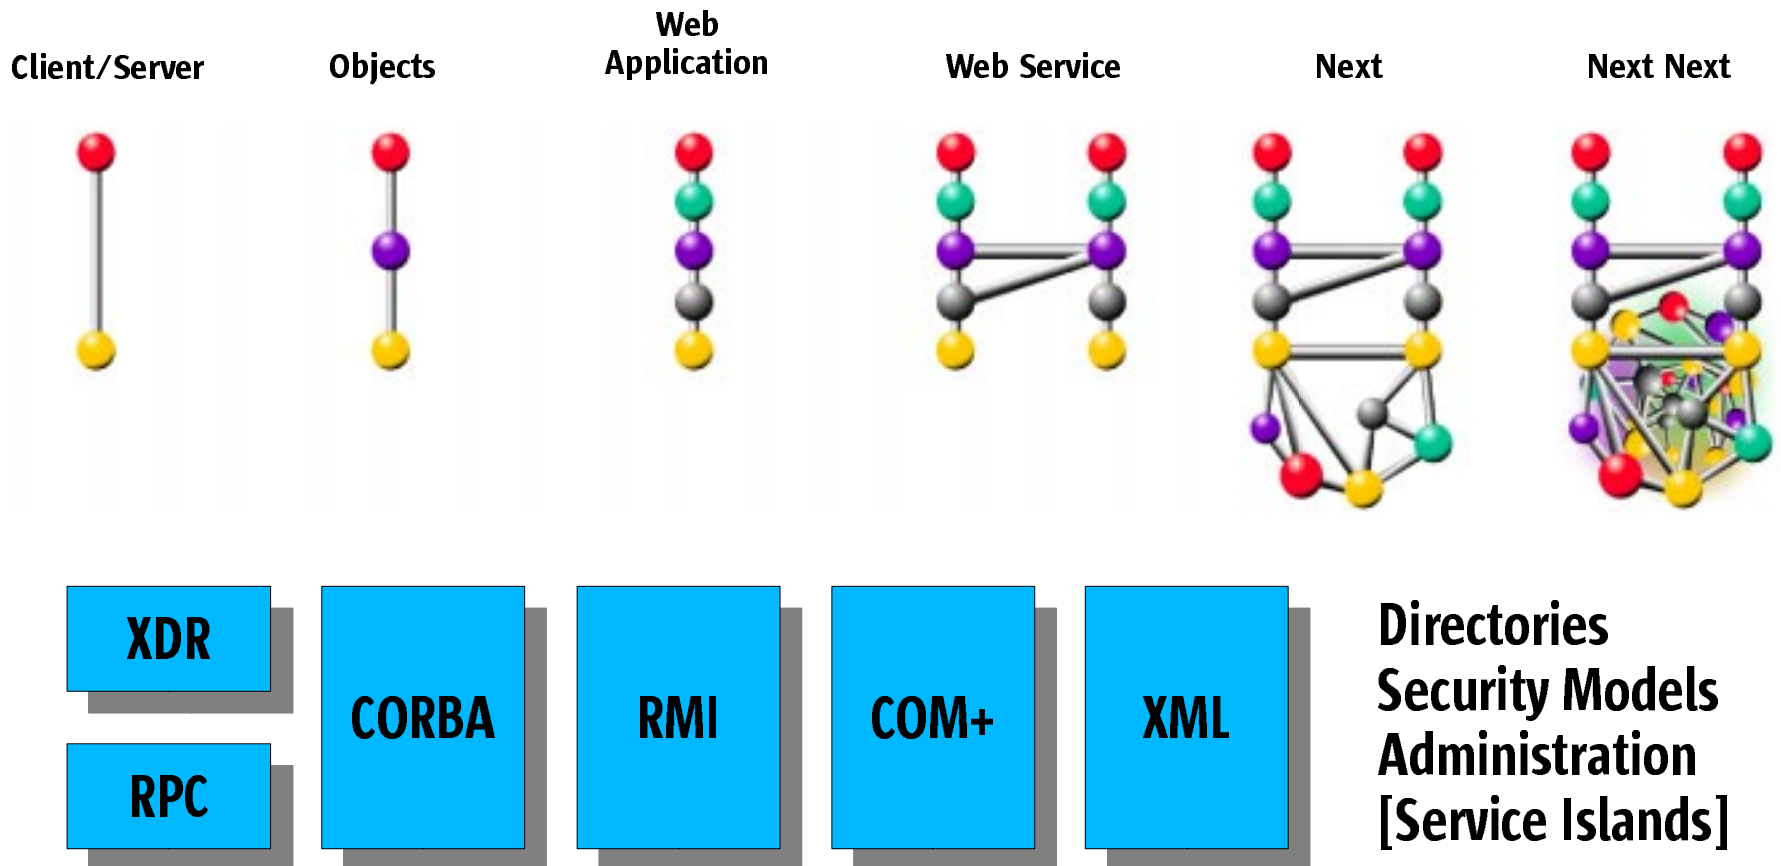 Client/Server
Objects
Web
Application
Web Service
Next
Next Next
XDR
RPC
CORBA
RMI
COM+
XML
Directories
Security Models
Administration
[Service Islands]